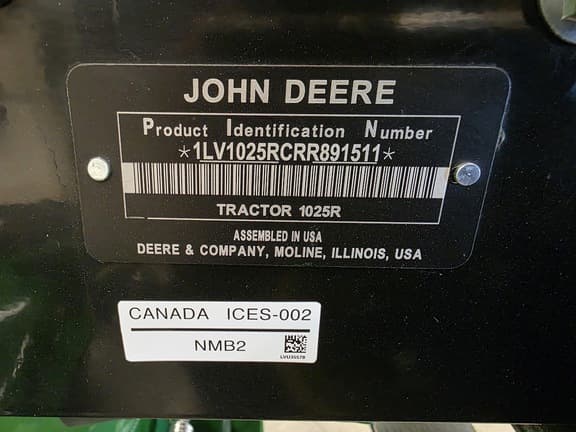 JOHN DEERE
Product Identification Number
*1LV1025RCRR891511*
TRACTOR 1025R
ASSEMBLED IN USA
DEERE & COMPANY, MOLINE, ILLINOIS, USA
CANADA ICES-002
NMB2